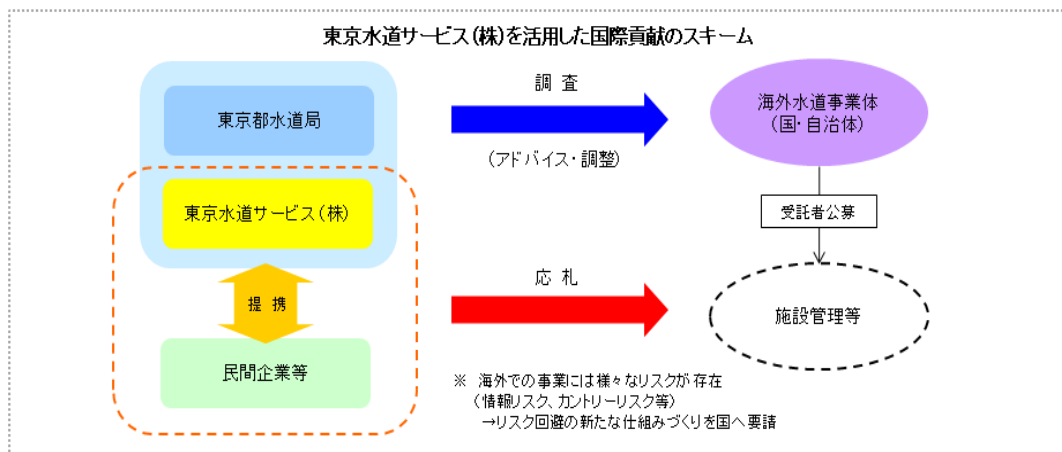 東京水道サービス(株)を活用した国際貢献のスキーム
東京都水道局
東京水道サービス(株)
提 携
民間企業等
調 査
(アドバイス・調整)
応 札
海外水道事業体
(国・自治体)
受託者公募
施設管理等
※ 海外での事業には様々なリスクが存在
(情報リスク、カントリーリスク等)
→リスク回避の新たな仕組みづくりを国へ要請